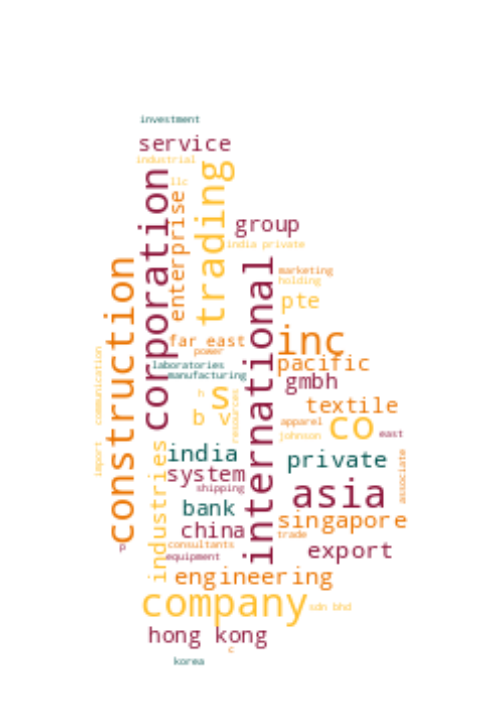 investment
service
industrial
corporation
llc
trading
enterprise
group
india private
construction
international
marketing
holding
pte
inc
far east
power
pacific
laboratories
manufacturing
gmbh
h
s
resources
textile
b v
co
apparel
johnson
east
communication
import
industries
india
private
system
associate
shipping
asia
bank
singapore
china
trade
consultants
export
equipment
p
engineering
company
sdn bhd
hong kong
c
korea